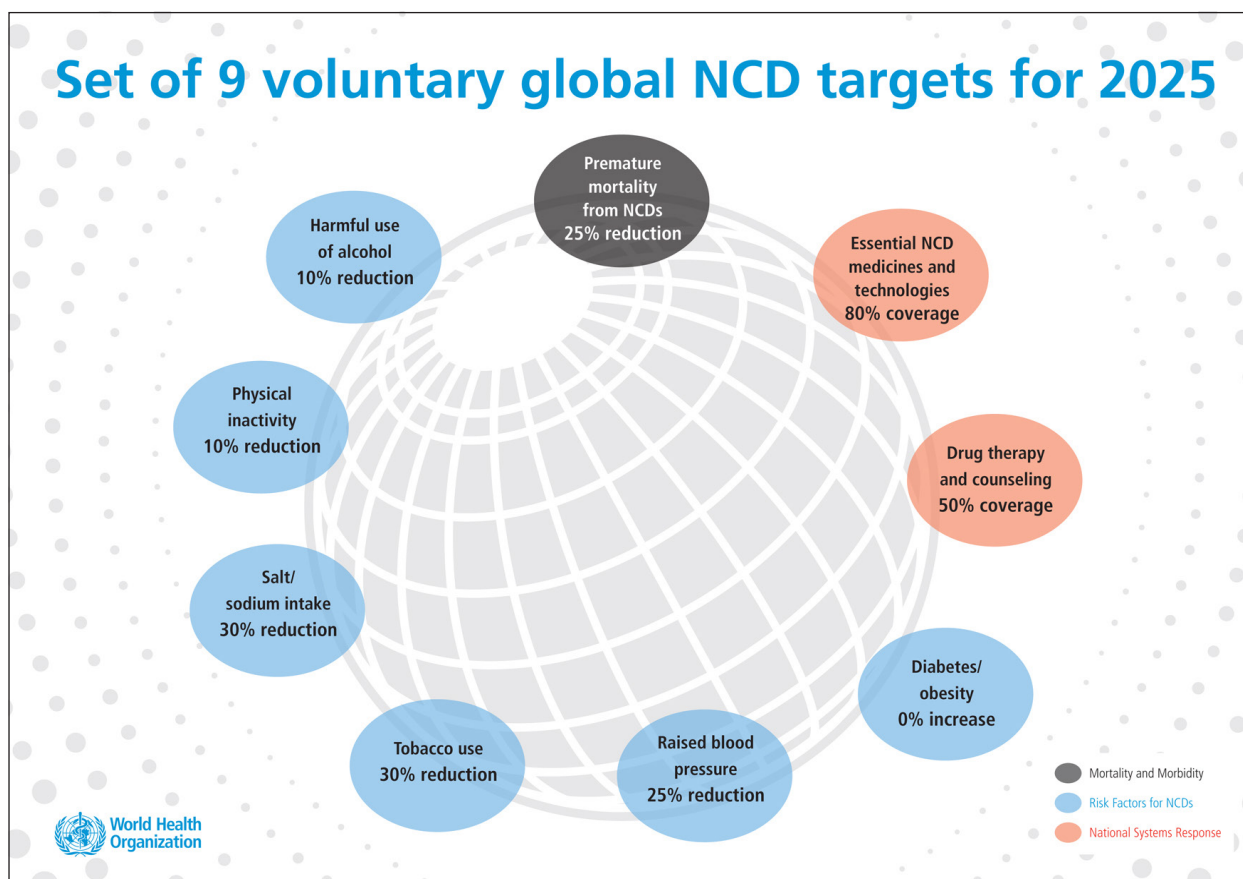 Set of 9 voluntary global NCD targets for 2025
Premature
mortality
from NCDs
25% reduction
Essential NCD
medicines and
technologies
80% coverage
Drug therapy
and counseling
50% coverage
Diabetes/
obesity
0% increase
Raised blood
pressure
25% reduction
Tobacco use
30% reduction
Salt/
sodium intake
30% reduction
Physical
inactivity
10% reduction
Harmful use
of alcohol
10% reduction
Mortality and Morbidity
Risk Factors for NCDs
National Systems Response
World Health
Organization